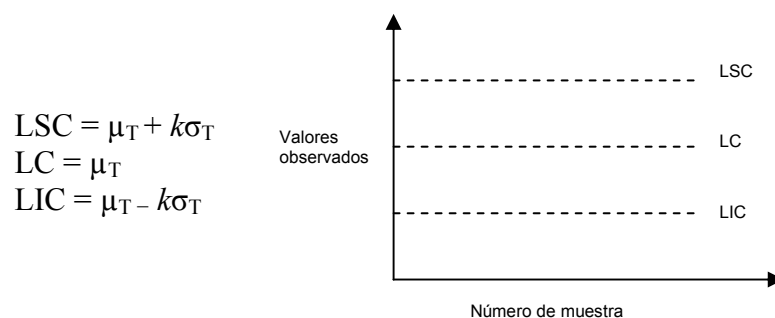 LSC = μT + kσT
LC = μT
LIC = μT – kσT
Valores
observados
LSC
LC
LIC
Número de muestra